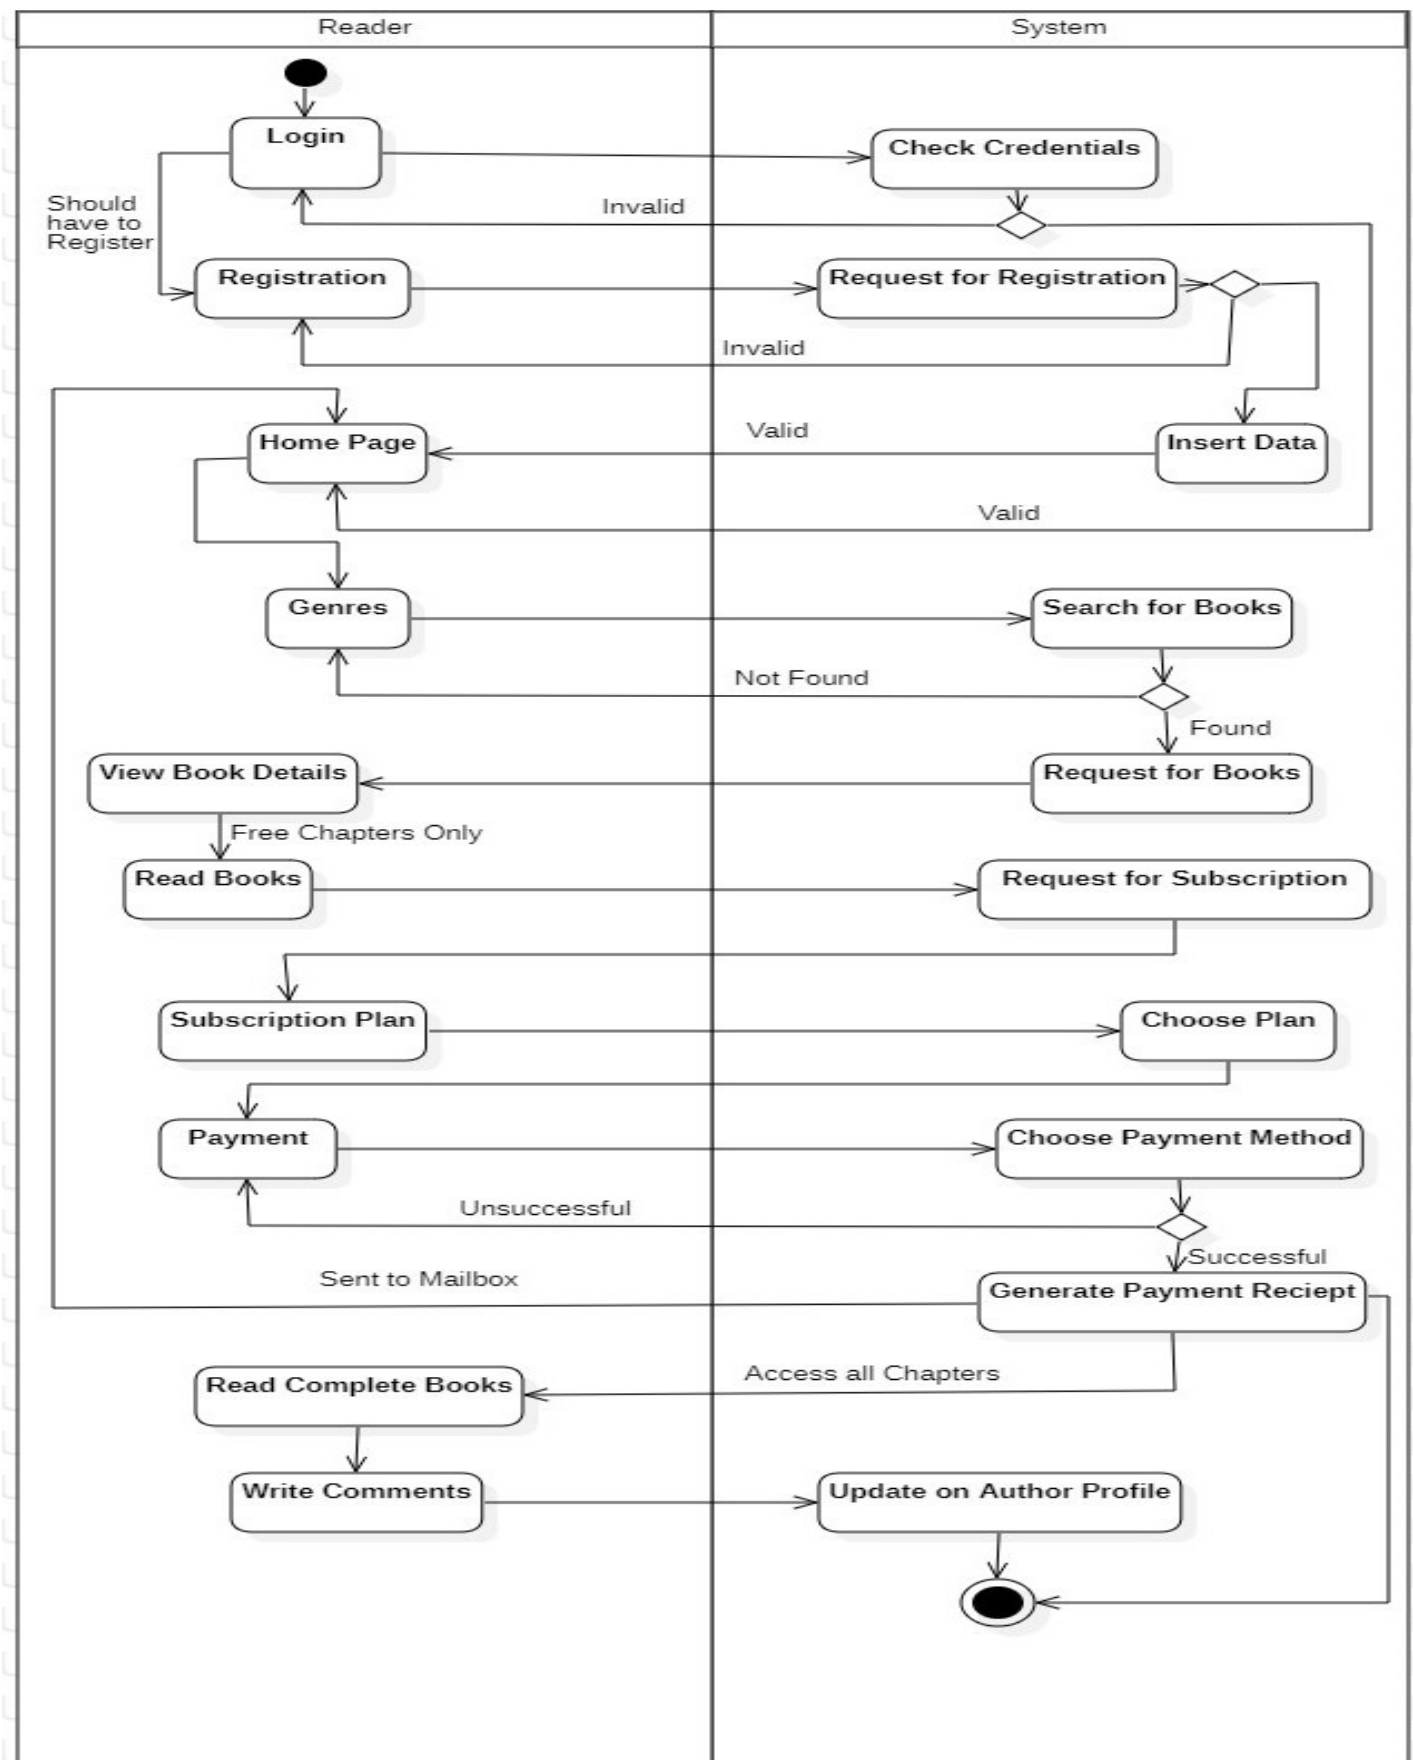 Reader
System
Login
Check Credentials
Should
have to
Register
Invalid
Registration
Request for Registration
Invalid
Home Page
Valid
Insert Data
Valid
Genres
Search for Books
Not Found
Found
View Book Details
Request for Books
Free Chapters Only
Read Books
Request for Subscription
Subscription Plan
Choose Plan
Payment
Choose Payment Method
Unsuccessful
Successful
Sent to Mailbox
Generate Payment Reciept
Access all Chapters
Read Complete Books
Write Comments
Update on Author Profile